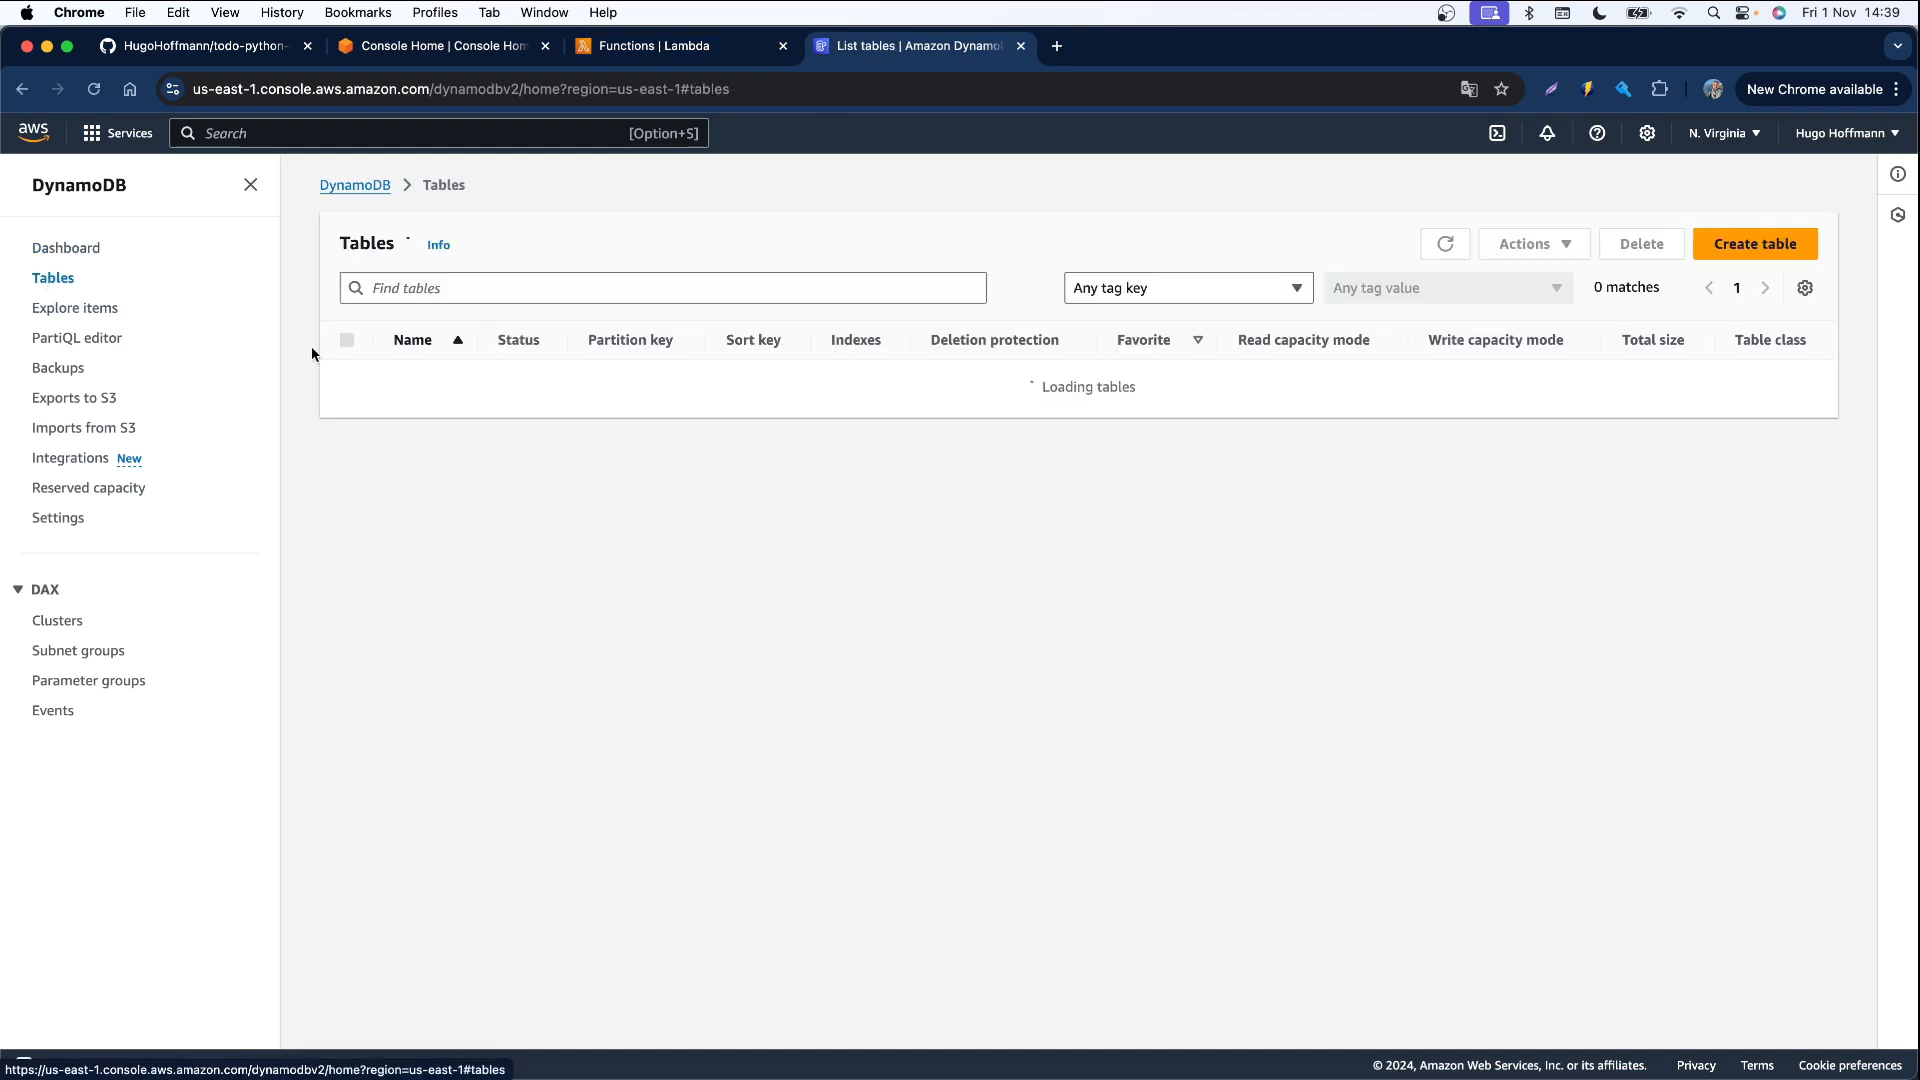 Chrome File Edit View History Bookmarks Profiles Tab Window Help Fri 1 Nov 14:39
HugoHoffmann/todo-python- Console Home | Console Hom Functions | Lambda List tables | Amazon Dynamo
us-east-1.console.aws.amazon.com/dynamodbv2/home?region=us-east-1#tables New Chrome available
aws Services Search [Option+S] N. Virginia Hugo Hoffmann
DynamoDB
Dashboard
Tables
Explore items
PartiQL editor
Backups
Exports to S3
Imports from S3
Integrations New
Reserved capacity
Settings
DAX
Clusters
Subnet groups
Parameter groups
Events
DynamoDB > Tables
Tables Info Actions Delete Create table
Find tables Any tag key Any tag value 0 matches 1
Name Status Partition key Sort key Indexes Deletion protection Favorite Read capacity mode Write capacity mode Total size Table class
Loading tables
https://us-east-1.console.aws.amazon.com/dynamodbv2/home?region=us-east-1#tables © 2024, Amazon Web Services, Inc. or its affiliates. Privacy Terms Cookie preferences